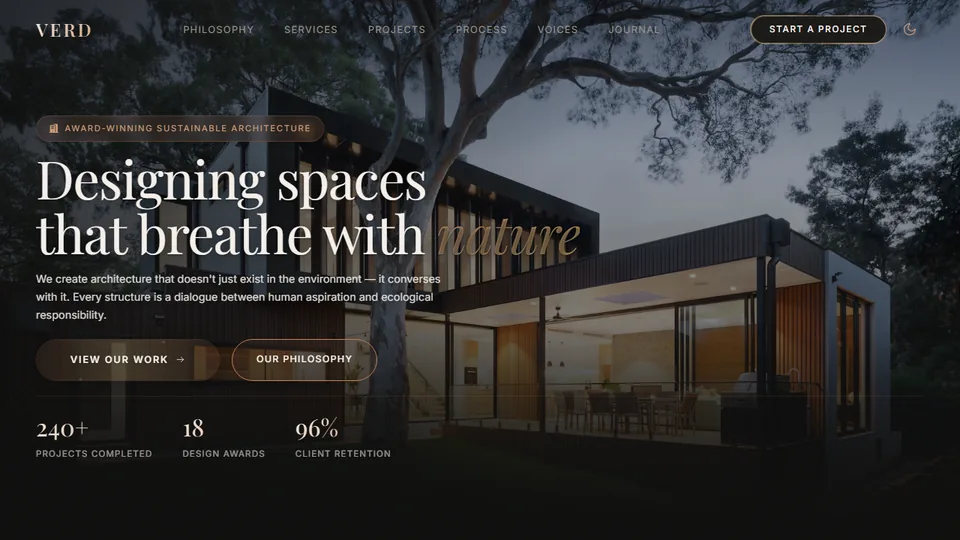 VERD
PHILOSOPHY
SERVICES
PROJECTS
PROCESS
VOICES
JOURNAL
START A PROJECT
AWARD-WINNING SUSTAINABLE ARCHITECTURE
Designing spaces
that breathe with nature
We create architecture that doesn't just exist in the environment — it converses
with it. Every structure is a dialogue between human aspiration and ecological
responsibility.
VIEW OUR WORK →
OUR PHILOSOPHY
240+
PROJECTS COMPLETED
18
DESIGN AWARDS
96%
CLIENT RETENTION